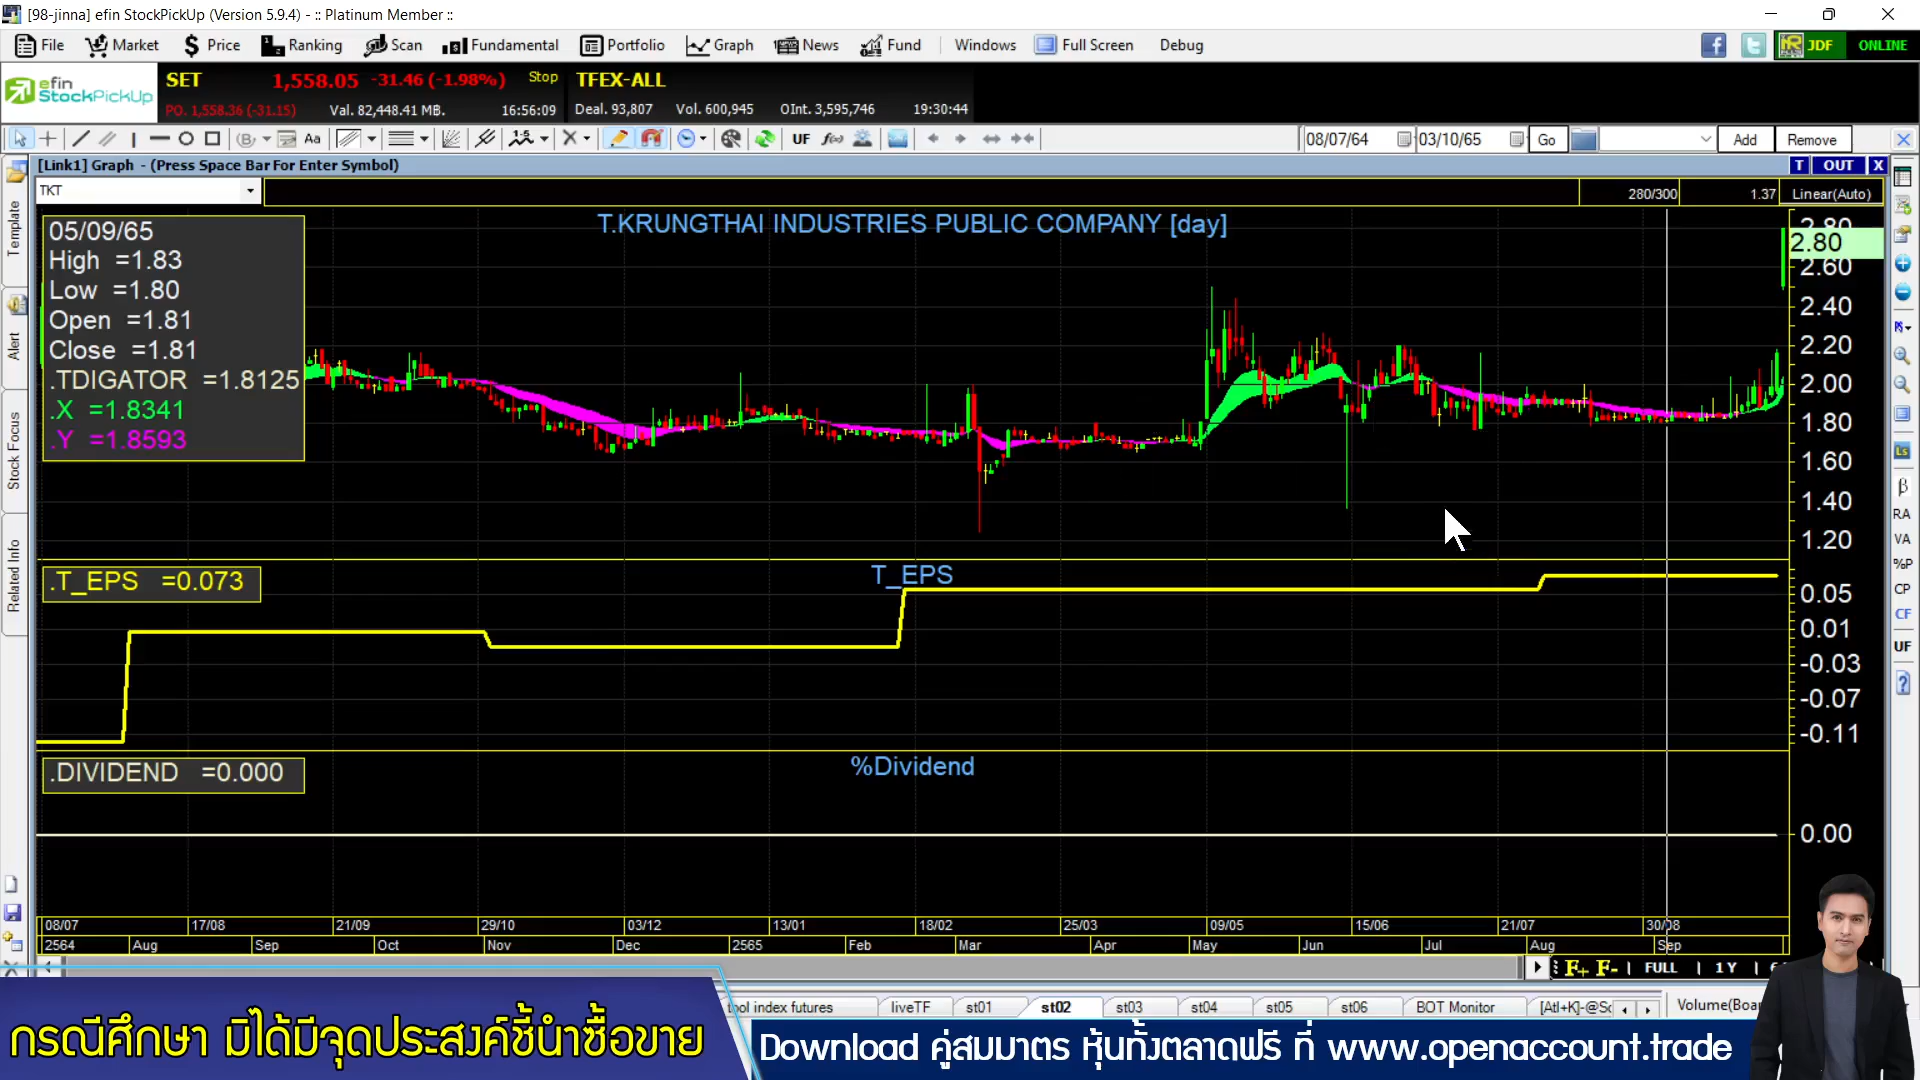 [98-jinna] efin StockPickUp (Version 5.9.4) - :: Platinum Member ::
File Market Price Ranking Scan Fundamental Portfolio Graph News Fund Windows Full Screen Debug JDF ONLINE
efin StockPickUp
SET 1,558.05 -31.46 (-1.98%) Stop TFEX-ALL
PO. 1,558.36 (-31.15) Val. 82,448.41 MB. 16:56:09 Deal. 93,807 Vol. 600,945 OInt. 3,595,746 19:30:44
Aa UF f(x) 08/07/64 03/10/65 Go Add Remove
[Link1] Graph - (Press Space Bar For Enter Symbol) T OUT X
TKT 280/300 1.37 Linear(Auto)
T.KRUNGTHAI INDUSTRIES PUBLIC COMPANY [day]
05/09/65
High =1.83
Low =1.80
Open =1.81
Close =1.81
.TDIGATOR =1.8125
.X =1.8341
.Y =1.8593
2.80
2.80
2.60
2.40
2.20
2.00
1.80
1.60
1.40
1.20
Template
Alert
Stock Focus
Related Info
Ls
β
RA
VA
%P
CP
CF
UF
.T_EPS =0.073
T_EPS
0.05
0.01
-0.03
-0.07
-0.11
.DIVIDEND =0.000
%Dividend
0.00
08/07 17/08 21/09 29/10 03/12 13/01 18/02 25/03 09/05 15/06 21/07 30/08
2564 Aug Sep Oct Nov Dec 2565 Feb Mar Apr May Jun Jul Aug Sep
F+ F- | FULL | 1 Y |
tool index futures liveTF st01 st02 st03 st04 st05 st06 BOT Monitor [Atl+K]-@Sc Volume(Boar
กรณีศึกษา มิได้มีจุดประสงค์ชี้นำซื้อขาย
Download คู่สมมาตร หุ้นทั้งตลาดฟรี ที่ www.openaccount.trade